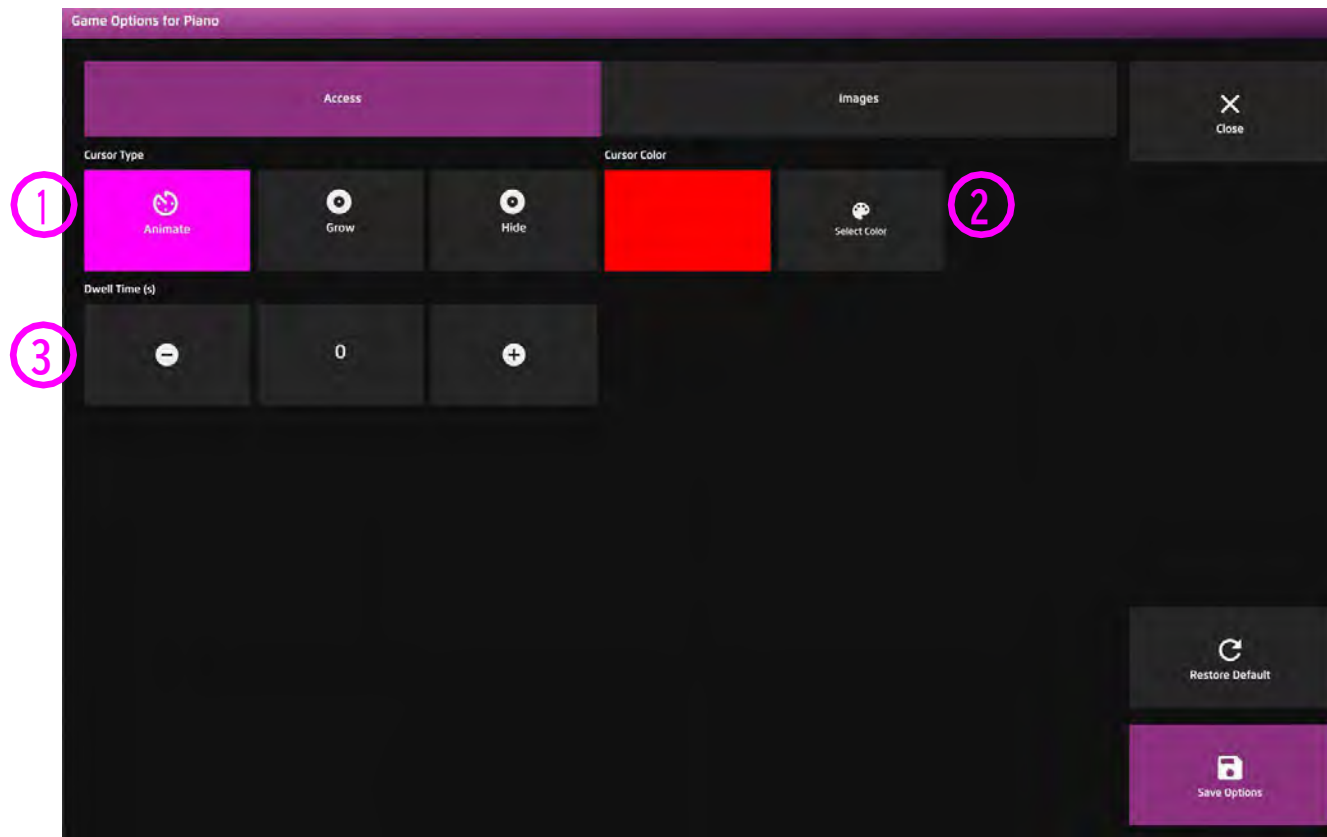 Game Options for Piano
Access
Images
Close
Cursor Type
Cursor Color
1
Animate
Grow
Hide
Select Color
2
Dwell Time (s)
3
0
Restore Default
Save Options